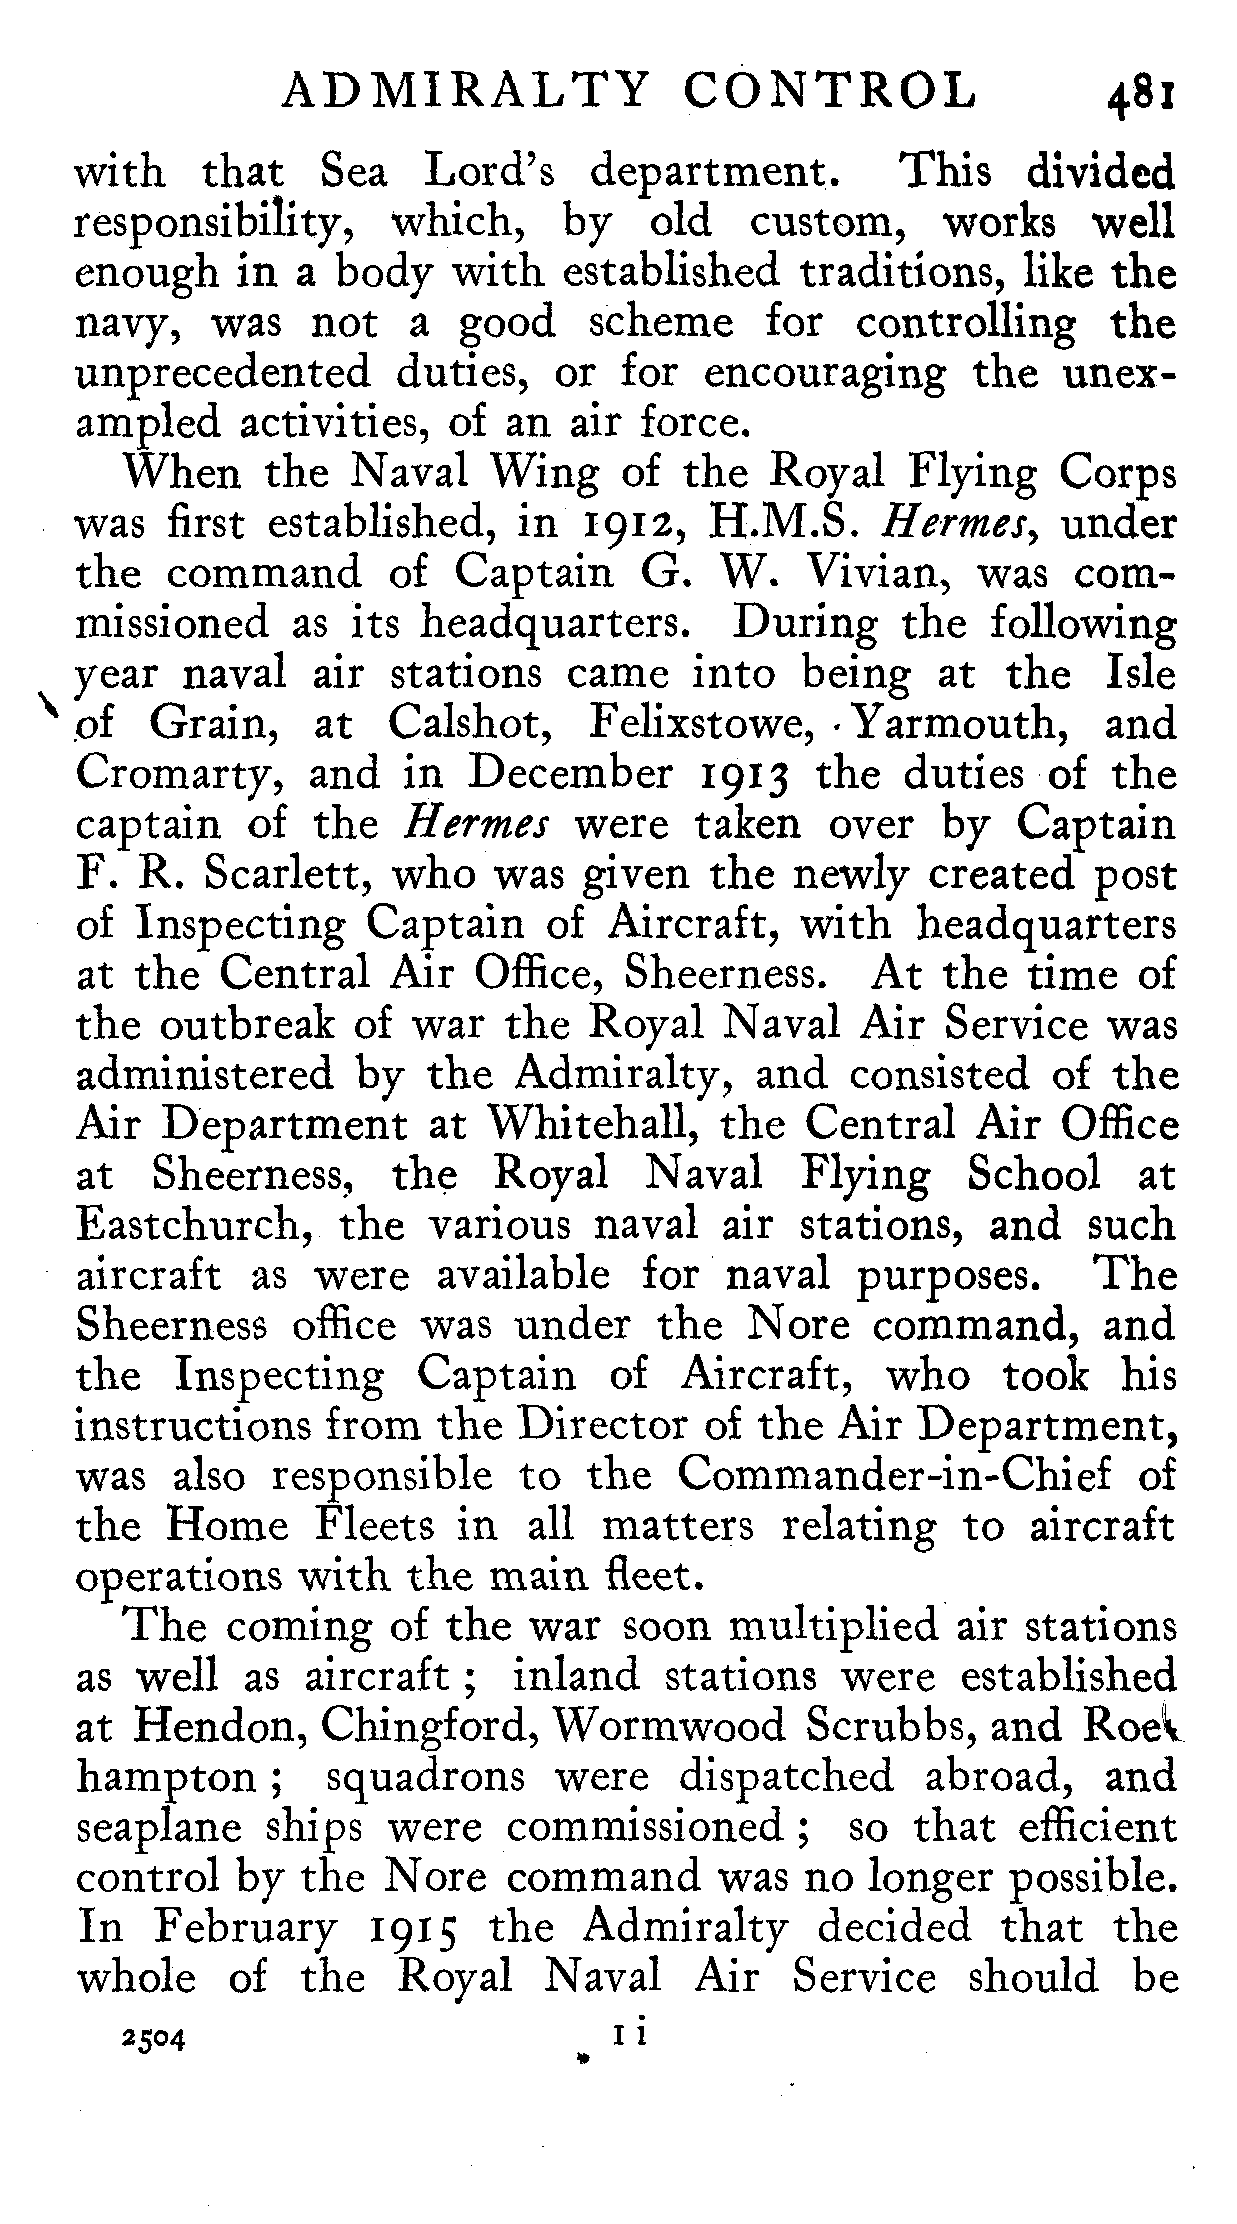 ADMIRALTY CONTROL 481
with that Sea Lord's department. This divided
responsibility, which, by old custom, works well
enough in a body with established traditions, like the
navy, was not a good scheme for controlling the
unprecedented duties, or for encouraging the unex-
ampled activities, of an air force.
When the Naval Wing of the Royal Flying Corps
was first established, in 1912, H.M.S. Hermes, under
the command of Captain G. W. Vivian, was com-
missioned as its headquarters. During the following
year naval air stations came into being at the Isle
of Grain, at Calshot, Felixstowe, Yarmouth, and
Cromarty, and in December 1913 the duties of the
captain of the Hermes were taken over by Captain
F. R. Scarlett, who was given the newly created post
of Inspecting Captain of Aircraft, with headquarters
at the Central Air Office, Sheerness. At the time of
the outbreak of war the Royal Naval Air Service was
administered by the Admiralty, and consisted of the
Air Department at Whitehall, the Central Air Office
at Sheerness, the Royal Naval Flying School at
Eastchurch, the various naval air stations, and such
aircraft as were available for naval purposes. The
Sheerness office was under the Nore command, and
the Inspecting Captain of Aircraft, who took his
instructions from the Director of the Air Department,
was also responsible to the Commander-in-Chief of
the Home Fleets in all matters relating to aircraft
operations with the main fleet.
The coming of the war soon multiplied air stations
as well as aircraft ; inland stations were established
at Hendon, Chingford, Wormwood Scrubbs, and Roe-
hampton ; squadrons were dispatched abroad, and
seaplane ships were commissioned ; so that efficient
control by the Nore command was no longer possible.
In February 1915 the Admiralty decided that the
whole of the Royal Naval Air Service should be
2504 I i